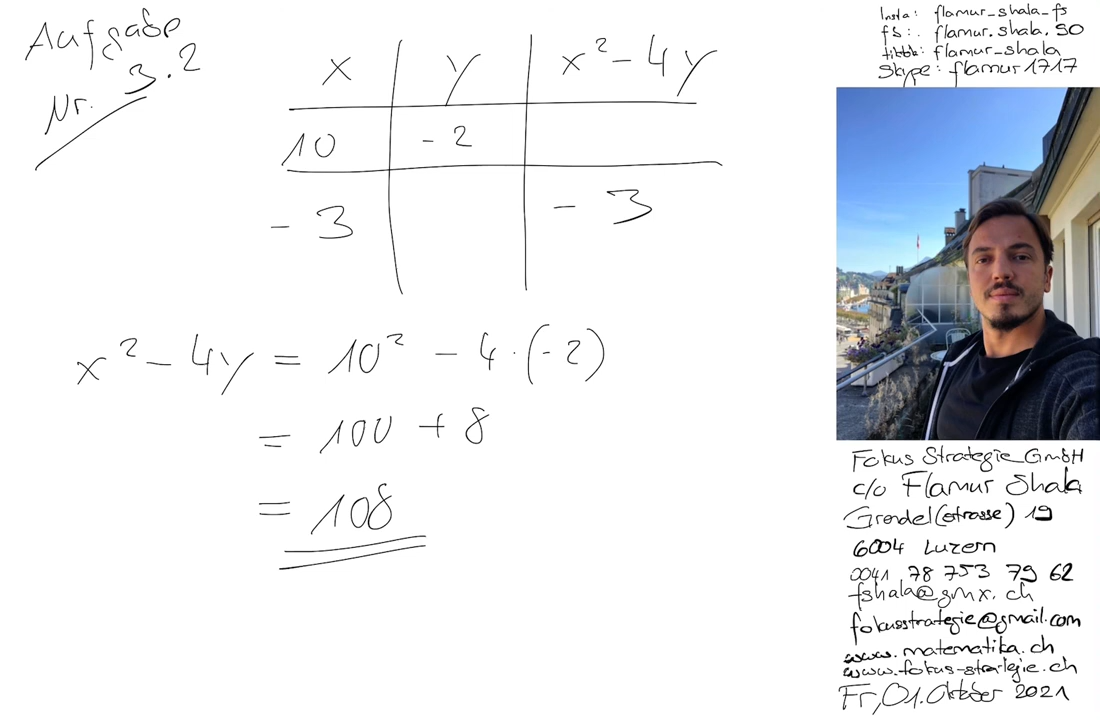 Aufgabe
Nr. 3.2
x y x² - 4y
10 -2
-3 -3
x² - 4y = 10² - 4 · (-2)
= 100 + 8
= 108
Insta: flamur_shala_fs
fs:. flamur.shala.90
tiktok: flamur_shala
Skype: flamur1717
Fokus Strategie GmbH
c/o Flamur Shala
Grendel(strasse) 19
6004 Luzern
0041 78 753 79 62
fshala@gmx.ch
fokusstrategie@gmail.com
www.matematika.ch
www.fokus-strategie.ch
Fr, 01. Oktober 2021